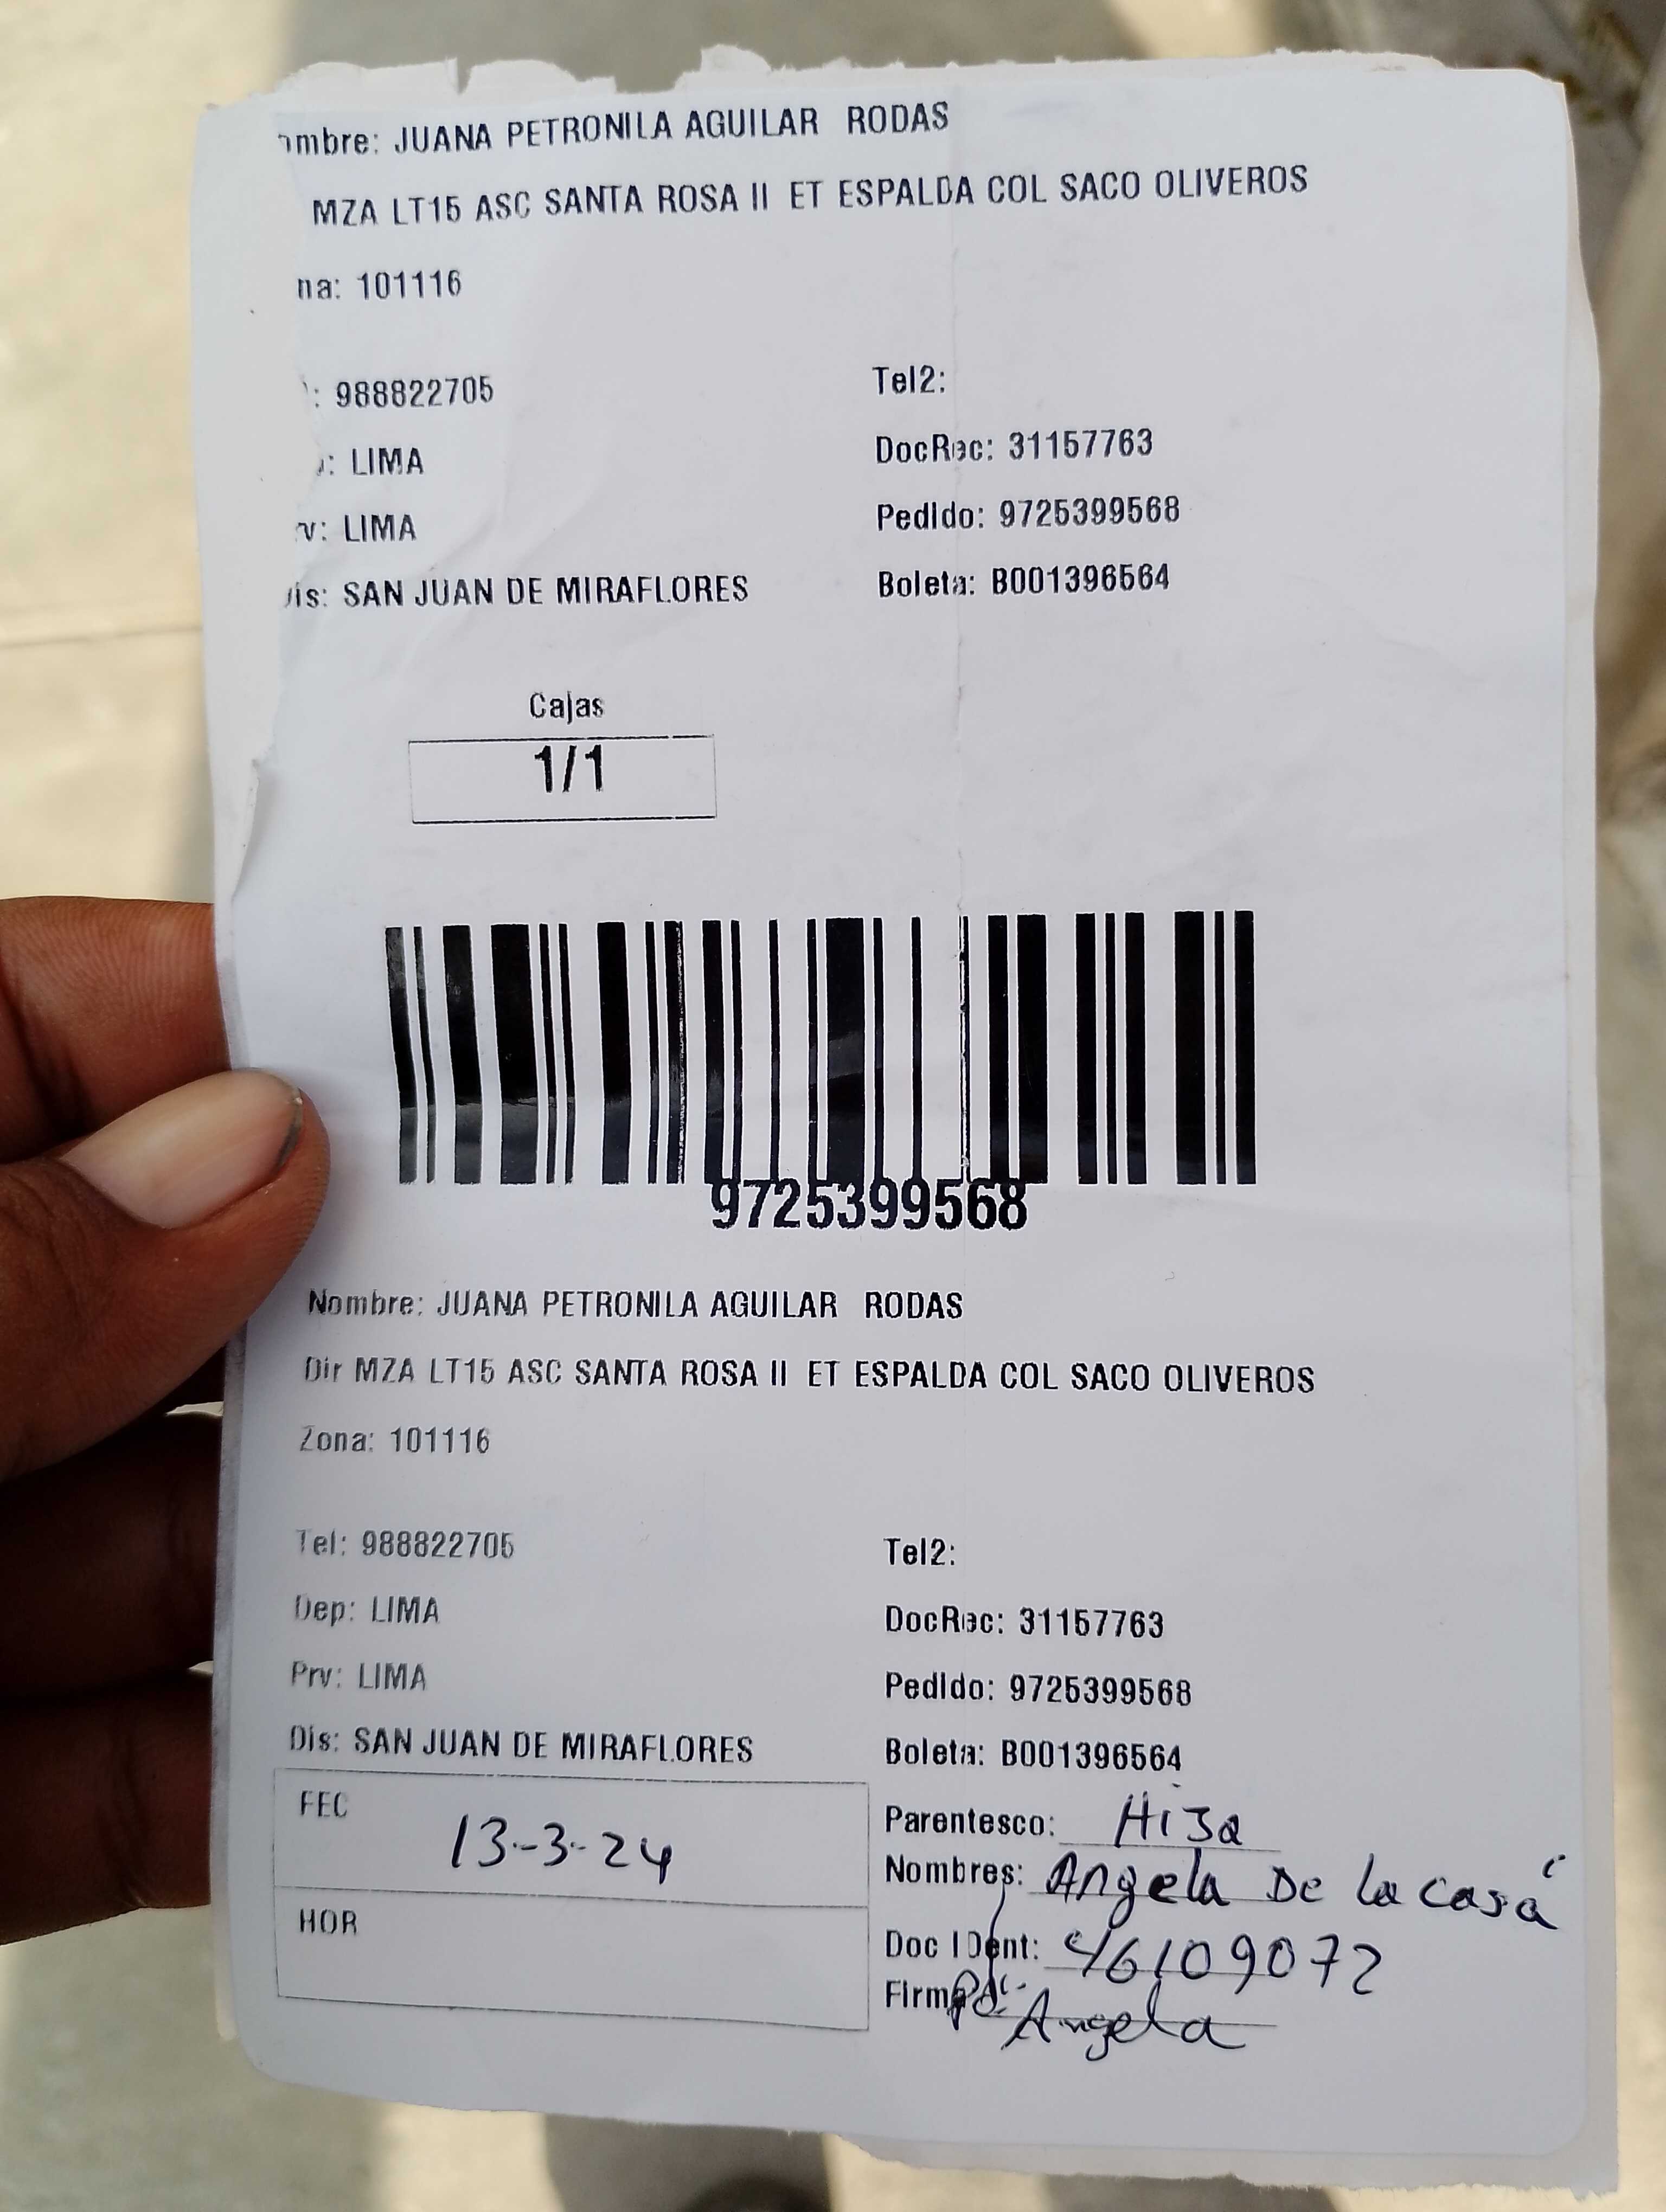 ombre: JUANA PETRONILA AGUILAR RODAS
MZA LT15 ASC SANTA ROSA II ET ESPALDA COL SACO OLIVEROS
na: 101116
: 988822705 Tel2:
: LIMA DocRec: 31157763
rv: LIMA Pedido: 9725399568
Dis: SAN JUAN DE MIRAFLORES Boleta: B001396564
Cajas
1/1
9725399568
Nombre: JUANA PETRONILA AGUILAR RODAS
Dir MZA LT15 ASC SANTA ROSA II ET ESPALDA COL SACO OLIVEROS
Zona: 101116
Tel: 988822705 Tel2:
Dep: LIMA DocRec: 31157763
Prv: LIMA Pedido: 9725399568
Dis: SAN JUAN DE MIRAFLORES Boleta: B001396564
FEC 13-3-24
HOR
Parentesco: Hija
Nombres: Angela De la casa
Doc IDent: 46109072
Firma: Angela